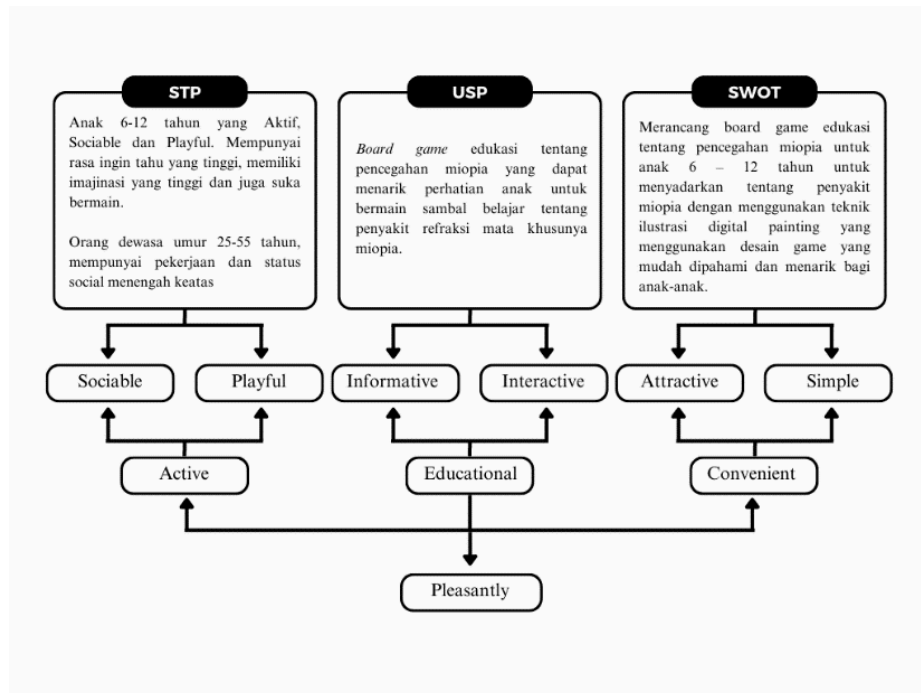 STP
Anak 6-12 tahun yang Aktif,
Sociable dan Playful. Mempunyai
rasa ingin tahu yang tinggi, memiliki
imajinasi yang tinggi dan juga suka
bermain.
Orang dewasa umur 25-55 tahun,
mempunyai pekerjaan dan status
social menengah keatas
USP
Board game edukasi tentang
pencegahan miopia yang dapat
menarik perhatian anak untuk
bermain sambal belajar tentang
penyakit refraksi mata khusunya
miopia.
SWOT
Merancang board game edukasi
tentang pencegahan miopia untuk
anak 6 – 12 tahun untuk
menyadarkan tentang penyakit
miopia dengan menggunakan teknik
ilustrasi digital painting yang
menggunakan desain game yang
mudah dipahami dan menarik bagi
anak-anak.
Sociable
Playful
Informative
Interactive
Attractive
Simple
Active
Educational
Convenient
Pleasantly